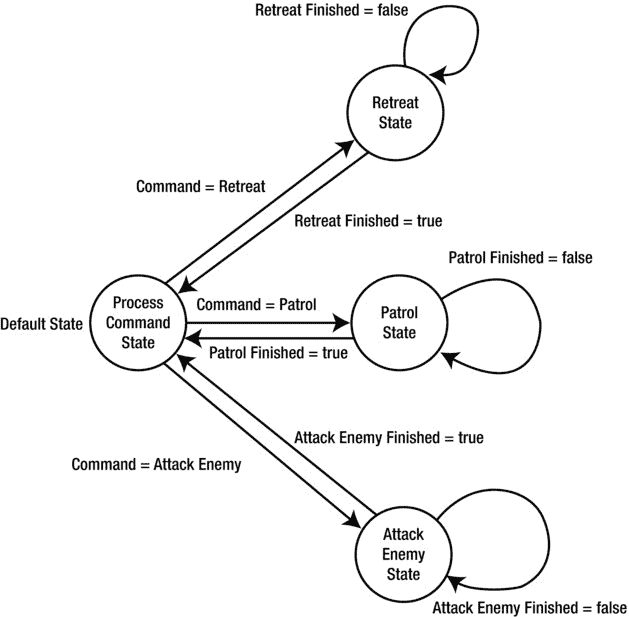 Retreat Finished = false
Retreat
State
Command = Retreat
Retreat Finished = true
Patrol Finished = false
Default State
Process
Command
State
Command = Patrol
Patrol
State
Patrol Finished = true
Attack Enemy Finished = true
Command = Attack Enemy
Attack
Enemy
State
Attack Enemy Finished = false